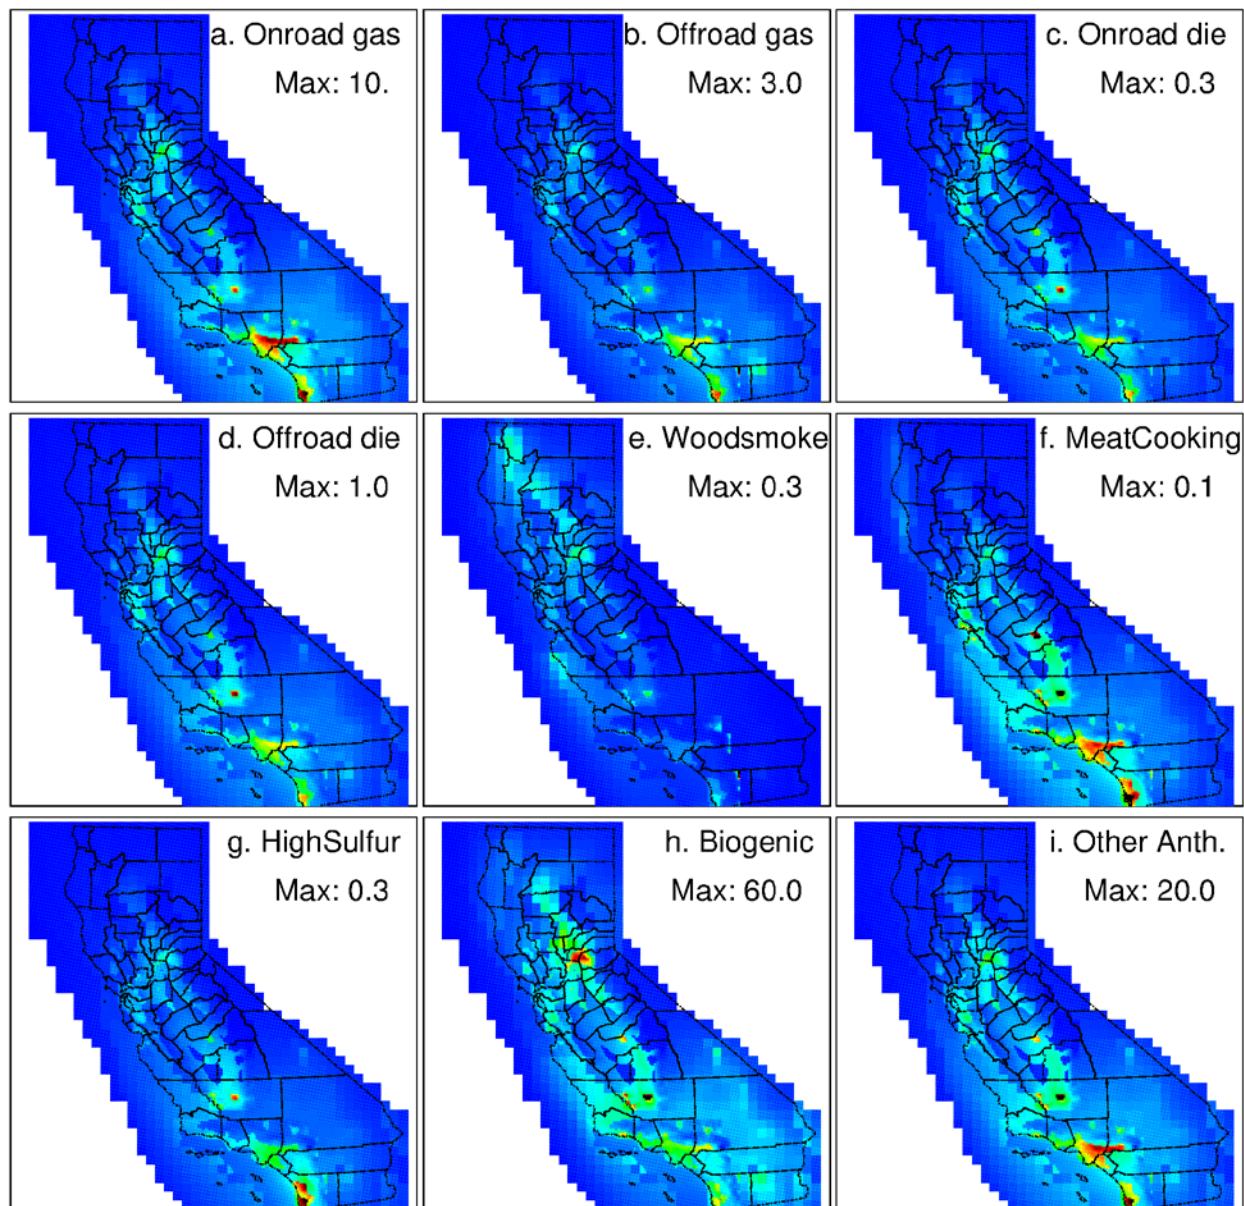 a. Onroad gas
Max: 10.
b. Offroad gas
Max: 3.0
c. Onroad die
Max: 0.3
d. Offroad die
Max: 1.0
e. Woodsmoke
Max: 0.3
f. MeatCooking
Max: 0.1
g. HighSulfur
Max: 0.3
h. Biogenic
Max: 60.0
i. Other Anth.
Max: 20.0